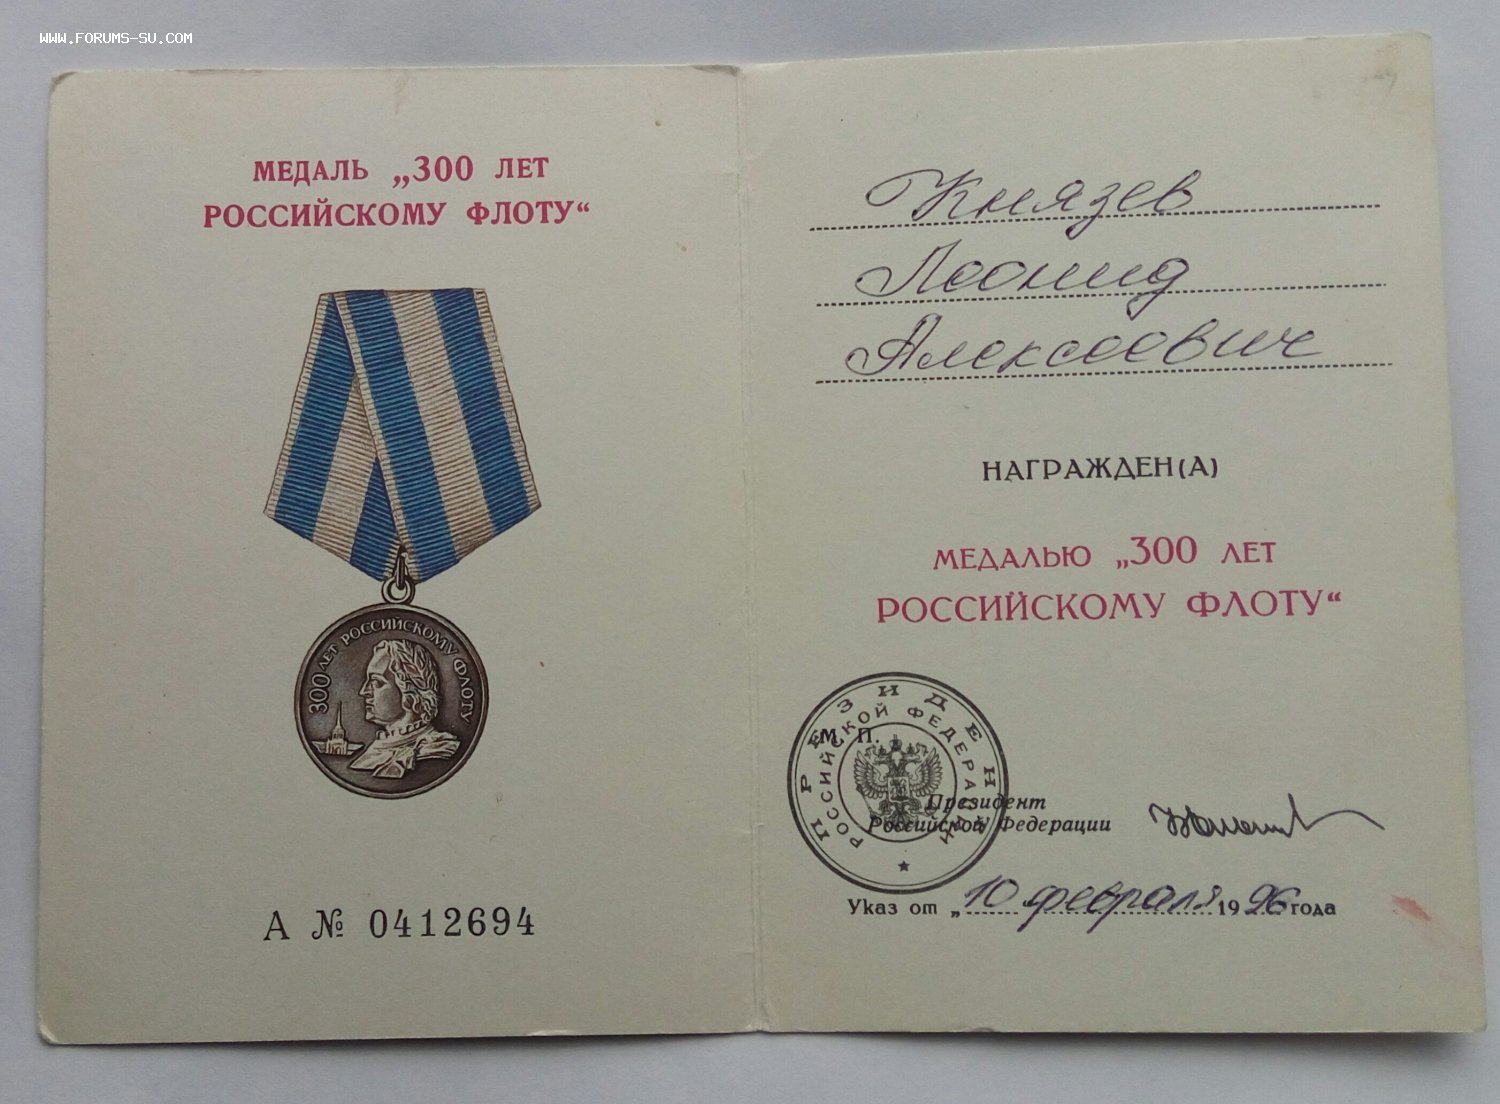 WWW.FORUMS-SU.COM
МЕДАЛЬ „300 ЛЕТ
РОССИЙСКОМУ ФЛОТУ“
300 ЛЕТ РОССИЙСКОМУ ФЛОТУ
А № 0412694
Князев
Леонид
Алексеевич
НАГРАЖДЕН(А)
МЕДАЛЬЮ „300 ЛЕТ
РОССИЙСКОМУ ФЛОТУ“
ПРЕЗИДЕН
РОССИЙСКОЙ ФЕДЕРАЦИИ
М. П.
Президент
Российской Федерации
Указ от „10 февраля 1996 года